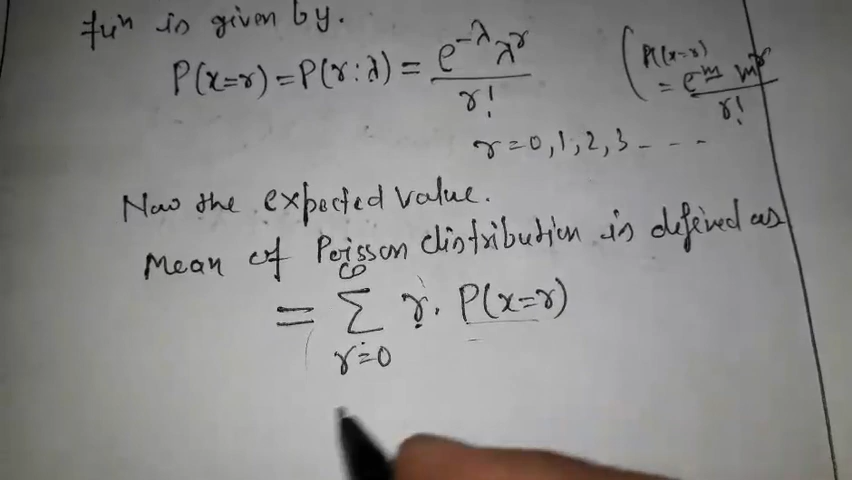 fuⁿ is given by.
P(x=r) = P(r:λ) = e^-λ λ^r / r!
(P((x=r) = e^-m m^r / r!
r=0,1,2,3 - - - -
Now the expected value.
Mean of Poisson distribution is defined as
= ∑_{r=0}^{∞} r. P(x=r)